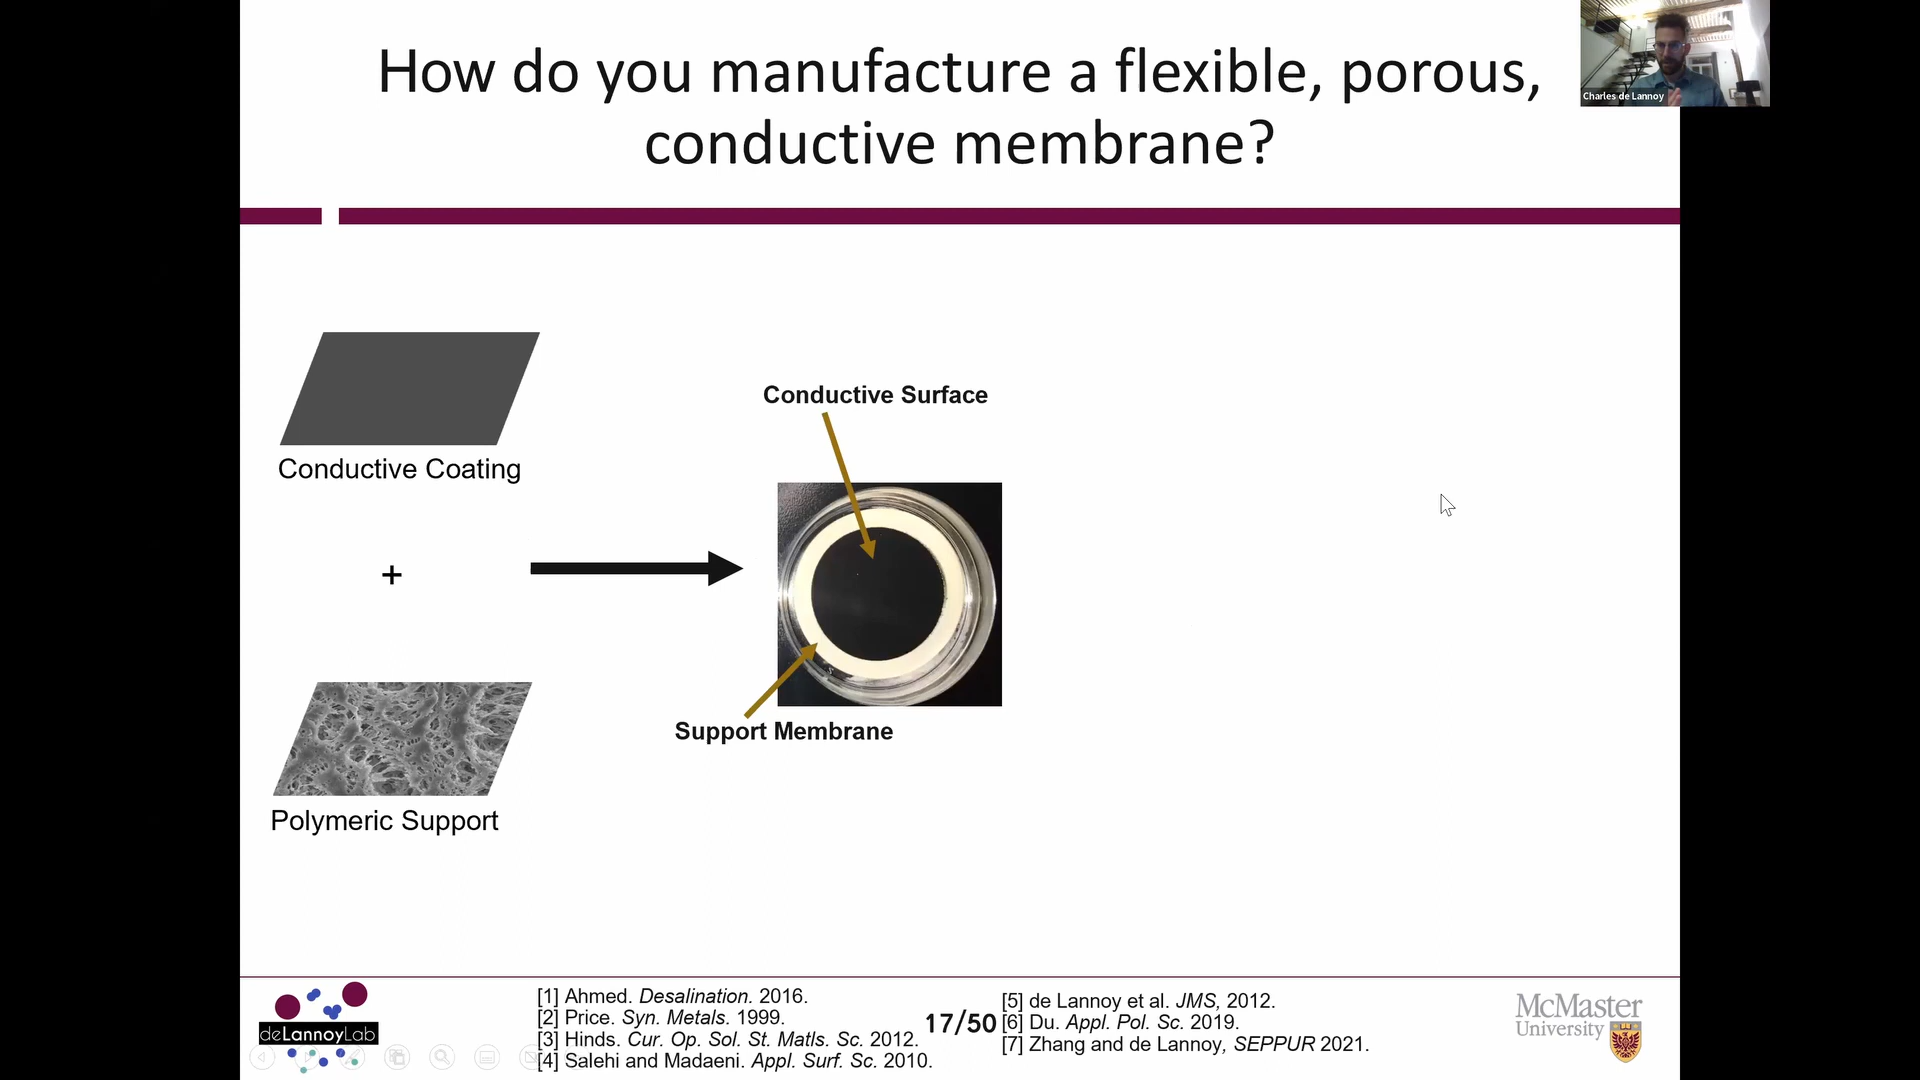 How do you manufacture a flexible, porous,
conductive membrane?
Charles de Lannoy
Conductive Coating
+
Polymeric Support
Conductive Surface
Support Membrane
deLannoyLab
[1] Ahmed. Desalination. 2016.
[2] Price. Syn. Metals. 1999.
[3] Hinds. Cur. Op. Sol. St. Matls. Sc. 2012.
[4] Salehi and Madaeni. Appl. Surf. Sc. 2010.
17/50
[5] de Lannoy et al. JMS, 2012.
[6] Du. Appl. Pol. Sc. 2019.
[7] Zhang and de Lannoy, SEPPUR 2021.
McMaster
University